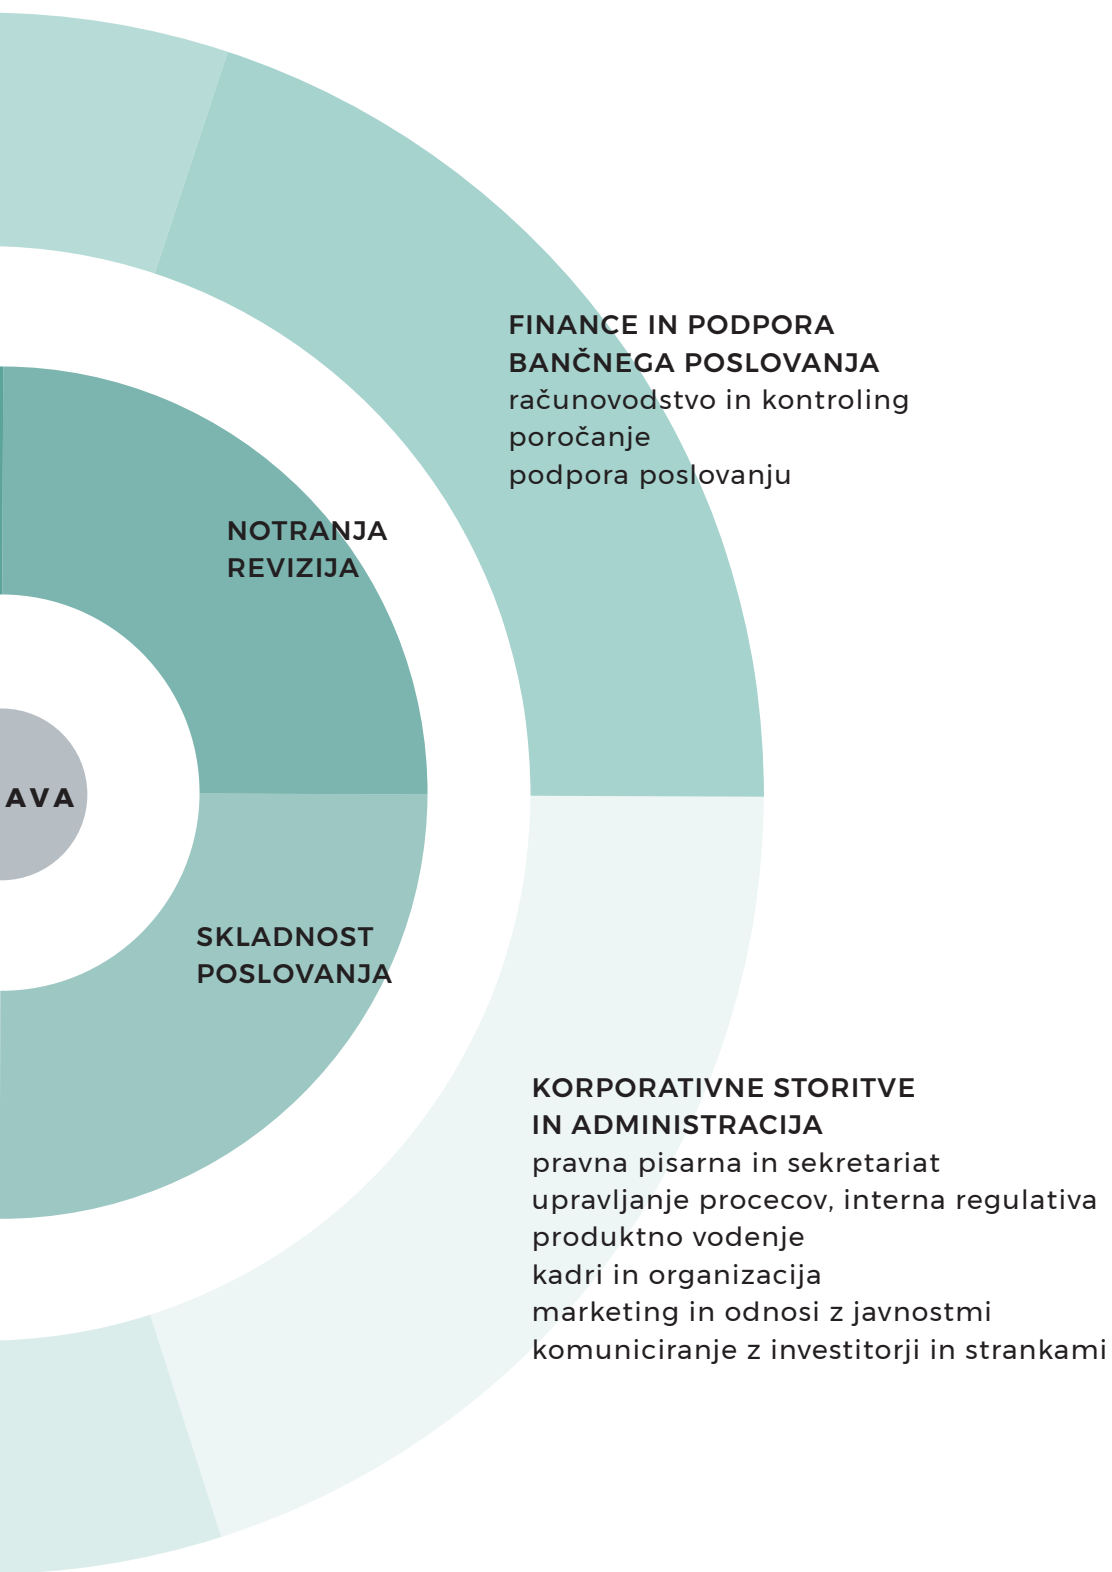 FINANCE IN PODPORA
BANČNEGA POSLOVANJA
računovodstvo in kontroling
poročanje
podpora poslovanju
NOTRANJA
REVIZIJA
AVA
SKLADNOST
POSLOVANJA
KORPORATIVNE STORITVE
IN ADMINISTRACIJA
pravna pisarna in sekretariat
upravljanje procecov, interna regulativa
produktno vodenje
kadri in organizacija
marketing in odnosi z javnostmi
komuniciranje z investitorji in strankami